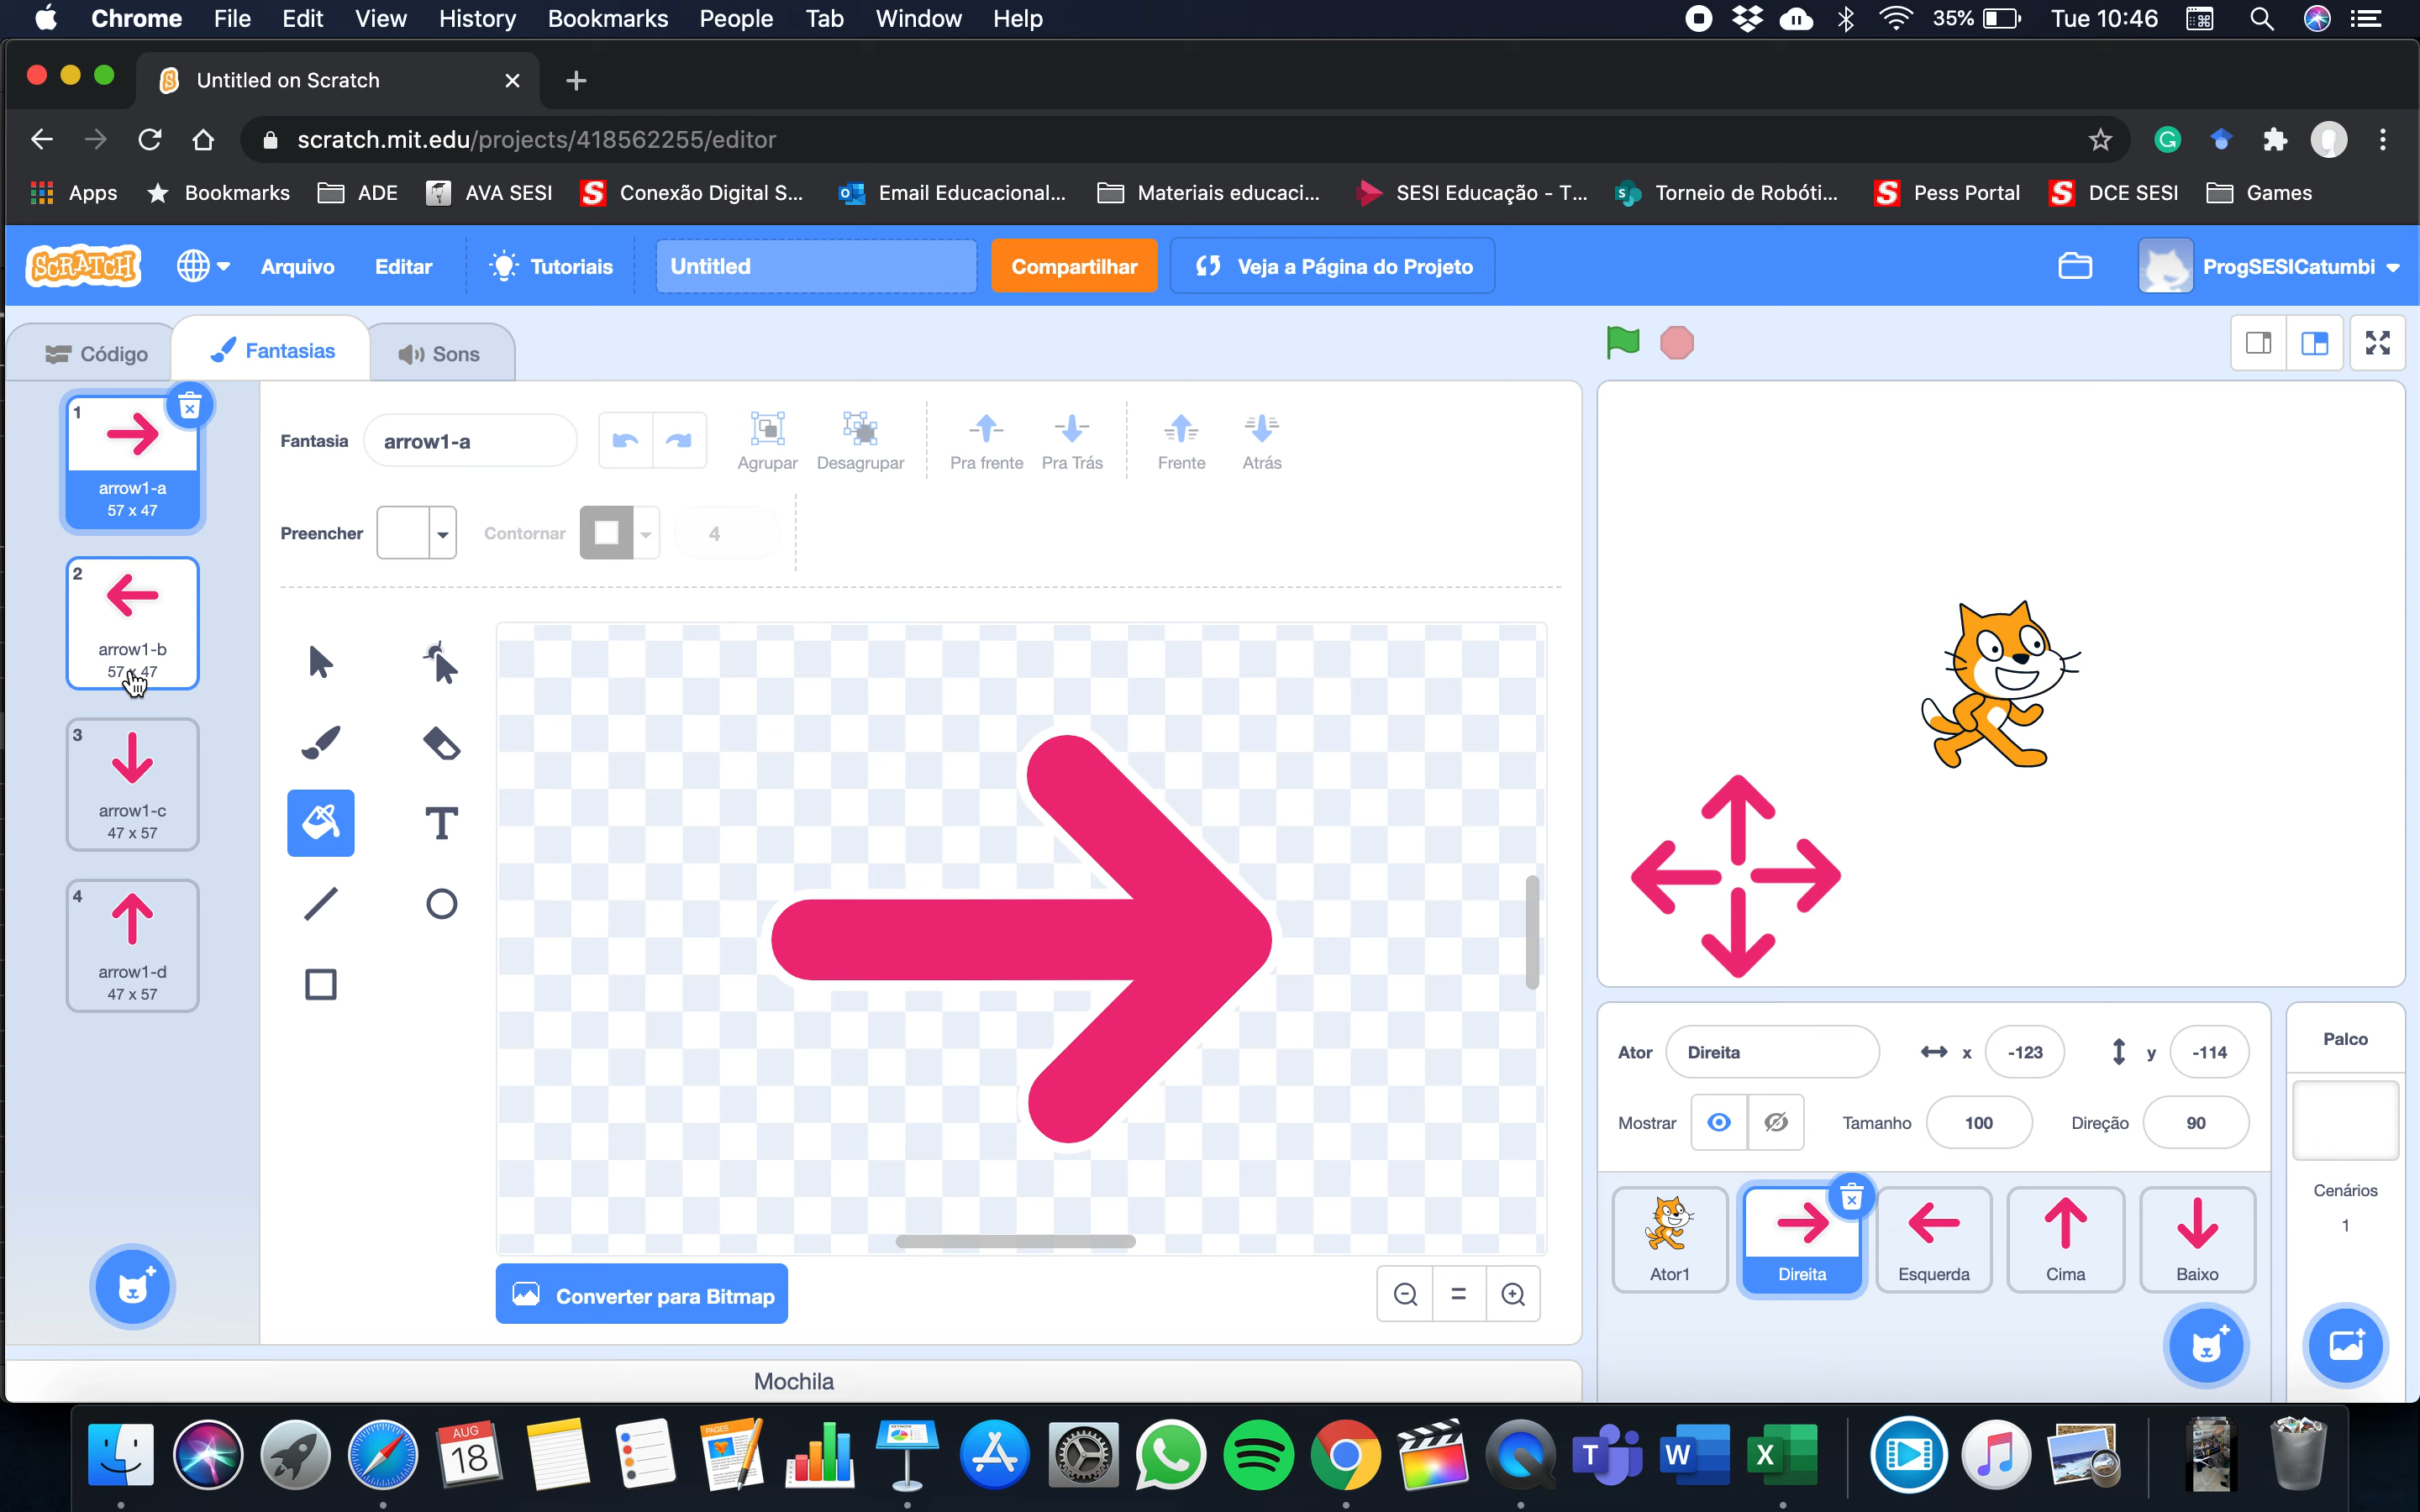 Chrome File Edit View History Bookmarks People Tab Window Help 35% Tue 10:46
Untitled on Scratch
scratch.mit.edu/projects/418562255/editor
Apps Bookmarks ADE AVA SESI Conexão Digital S... Email Educacional... Materiais educaci... SESI Educação - T... Torneio de Robóti... Pess Portal DCE SESI Games
SCRATCH Arquivo Editar Tutoriais Untitled Compartilhar Veja a Página do Projeto ProgSESICatumbi
Código Fantasias Sons
1
arrow1-a
57 x 47
2
arrow1-b
57 x 47
3
arrow1-c
47 x 57
4
arrow1-d
47 x 57
Fantasia arrow1-a Agrupar Desagrupar Pra frente Pra Trás Frente Atrás
Preencher Contornar 4
T
Converter para Bitmap
=
Mochila
Ator Direita x -123 y -114
Mostrar Tamanho 100 Direção 90
Ator1 Direita Esquerda Cima Baixo
Palco
Cenários
1
AUG
18
PAGES
W
X